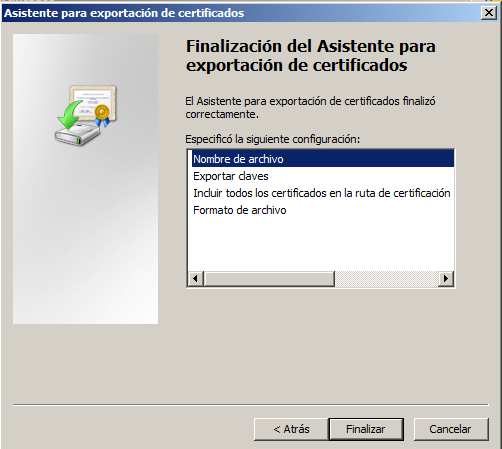 Asistente para exportación de certificados
Finalización del Asistente para
exportación de certificados
El Asistente para exportación de certificados finalizó
correctamente.
Especificó la siguiente configuración:
Nombre de archivo
Exportar claves
Incluir todos los certificados en la ruta de certificación
Formato de archivo
< Atrás
Finalizar
Cancelar